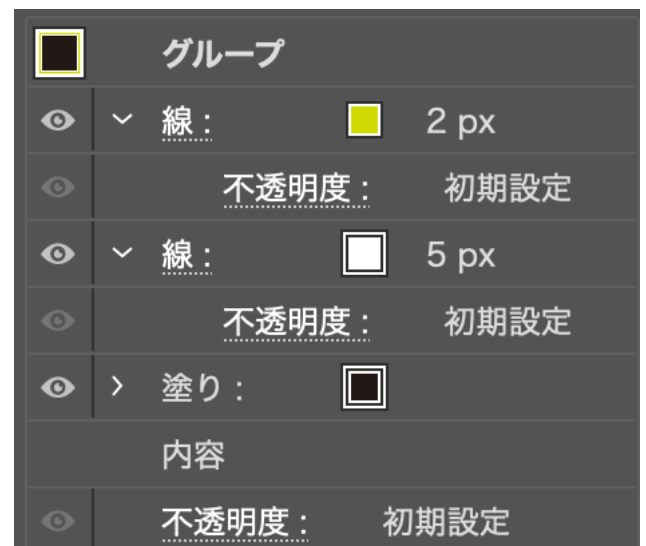 グループ
線： 2 px
不透明度： 初期設定
線： 5 px
不透明度： 初期設定
塗り：
内容
不透明度： 初期設定